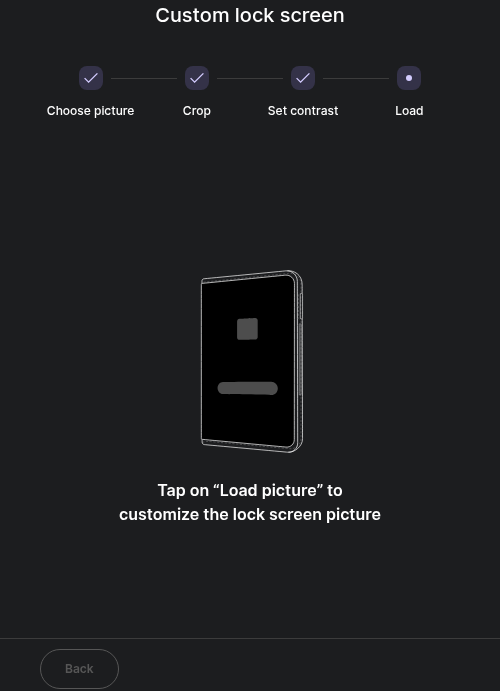 Custom lock screen
Choose picture
Crop
Set contrast
Load
Tap on “Load picture” to
customize the lock screen picture
Back